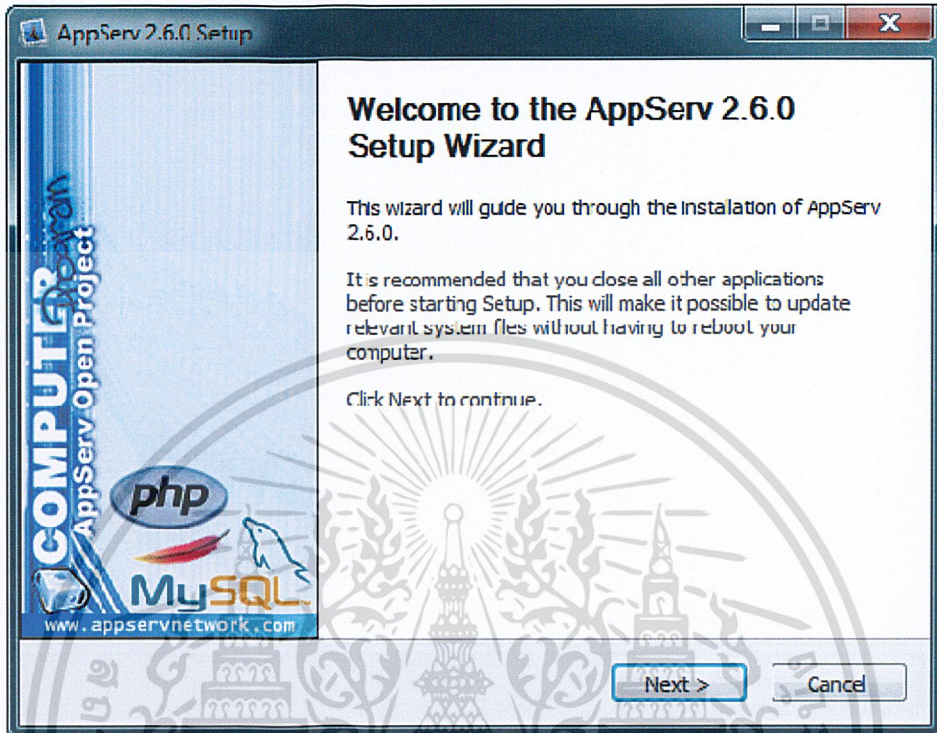 AppServ 2.6.0 Setup
Welcome to the AppServ 2.6.0
Setup Wizard
This wizard will guide you through the installation of AppServ
2.6.0.
It is recommended that you close all other applications
before starting Setup. This will make it possible to update
relevant system files without having to reboot your
computer.
Click Next to continue.
COMPUTER
Program
AppServ Open Project
php
MySQL
www.appservnetwork.com
Next >
Cancel